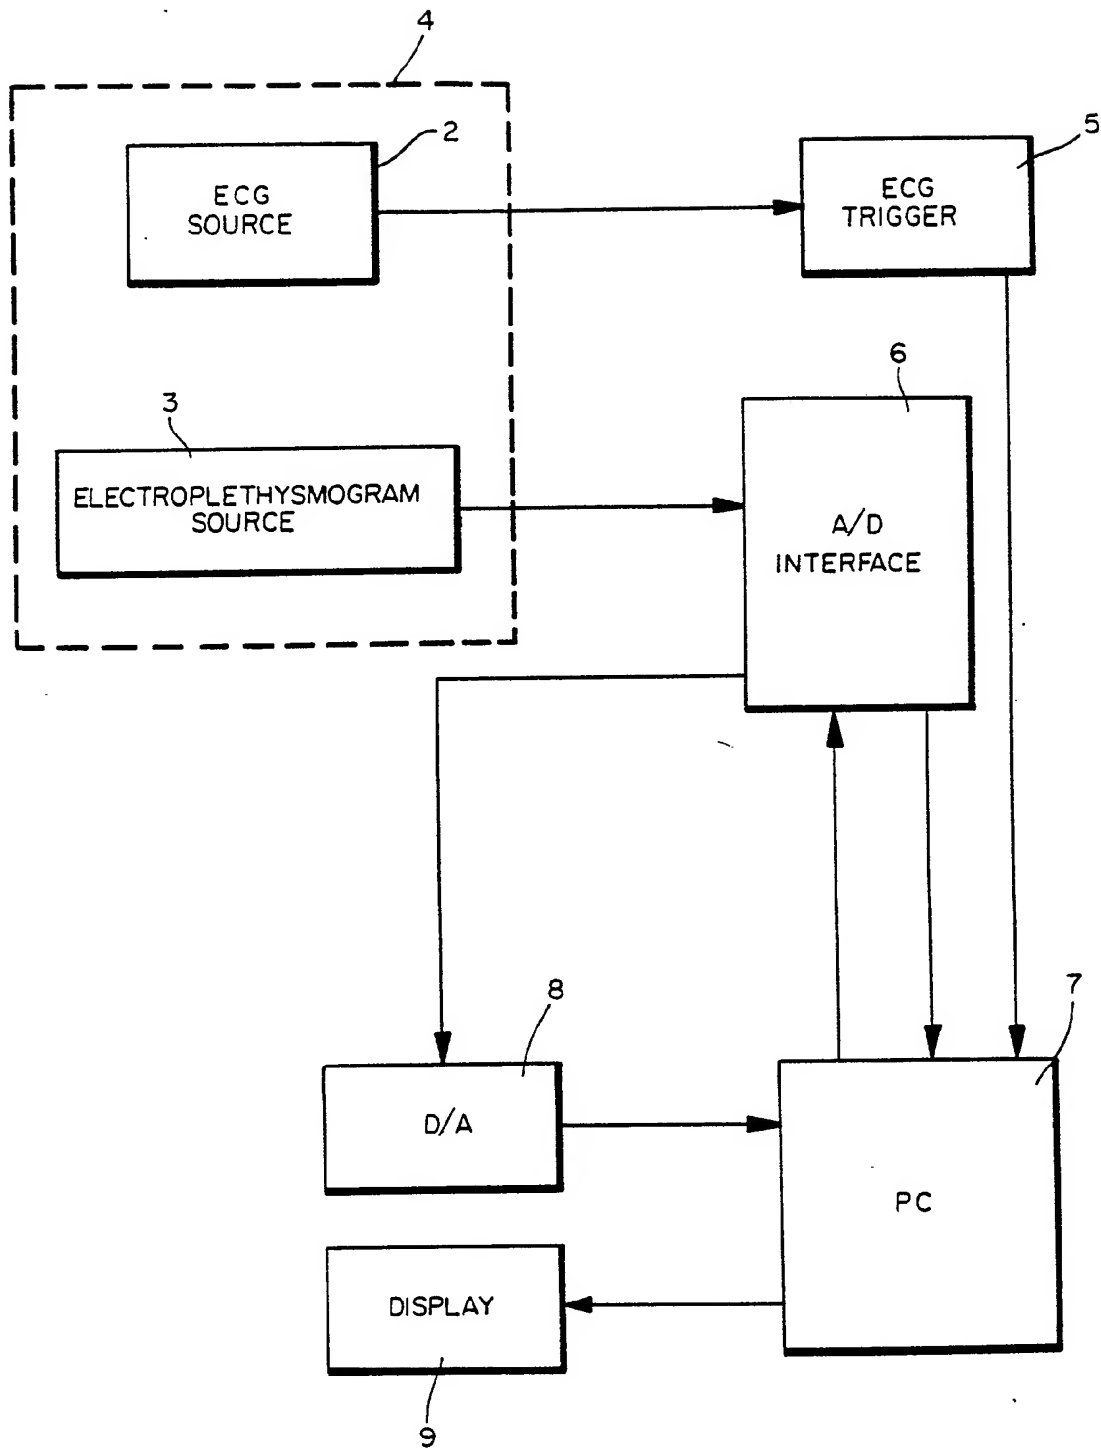 4
2
ECG
SOURCE
5
ECG
TRIGGER
6
3
ELECTROPLETHYSMOGRAM
SOURCE
A/D
INTERFACE
8
7
D/A
PC
DISPLAY
9